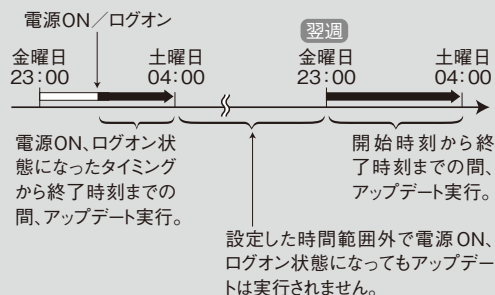 電源ON／ログオン
翌週
金曜日 土曜日 金曜日 土曜日
23：00 04：00 23：00 04：00
電源ON、ログオン状
態になったタイミング
から終了時刻までの
間、アップデート実行。
開始時刻から終
了時刻までの間、
アップデート実行。
設定した時間範囲外で電源ON、
ログオン状態になってもアップデー
トは実行されません。